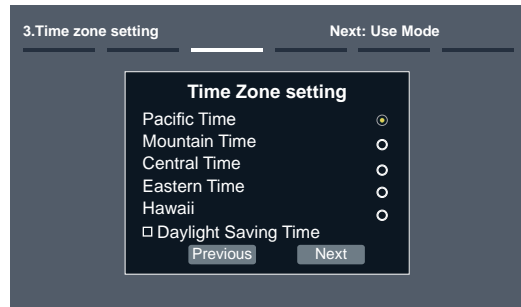 3.Time zone setting Next: Use Mode
Time Zone setting
Pacific Time
Mountain Time
Central Time
Eastern Time
Hawaii
Daylight Saving Time
Previous Next